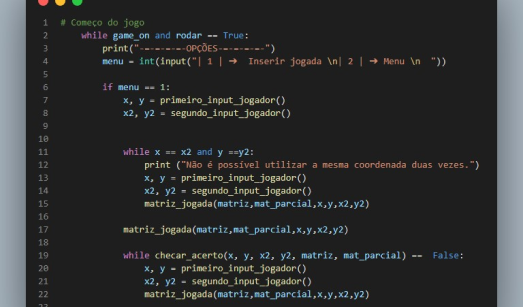 1 # Começo do jogo
2 while game_on and rodar == True:
3 print("-=-=-=-=-OPÇÕES-=-=-=-=-")
4 menu = int(input("| 1 | ➔ Inserir jogada \n| 2 | ➔ Menu \n "))
5
6 if menu == 1:
7 x, y = primeiro_input_jogador()
8 x2, y2 = segundo_input_jogador()
9
10
11 while x == x2 and y ==y2:
12 print ("Não é possível utilizar a mesma coordenada duas vezes.")
13 x, y = primeiro_input_jogador()
14 x2, y2 = segundo_input_jogador()
15 matriz_jogada(matriz,mat_parcial,x,y,x2,y2)
16
17 matriz_jogada(matriz,mat_parcial,x,y,x2,y2)
18
19 while checar_acerto(x, y, x2, y2, matriz, mat_parcial) == False:
20 x, y = primeiro_input_jogador()
21 x2, y2 = segundo_input_jogador()
22 matriz_jogada(matriz,mat_parcial,x,y,x2,y2)